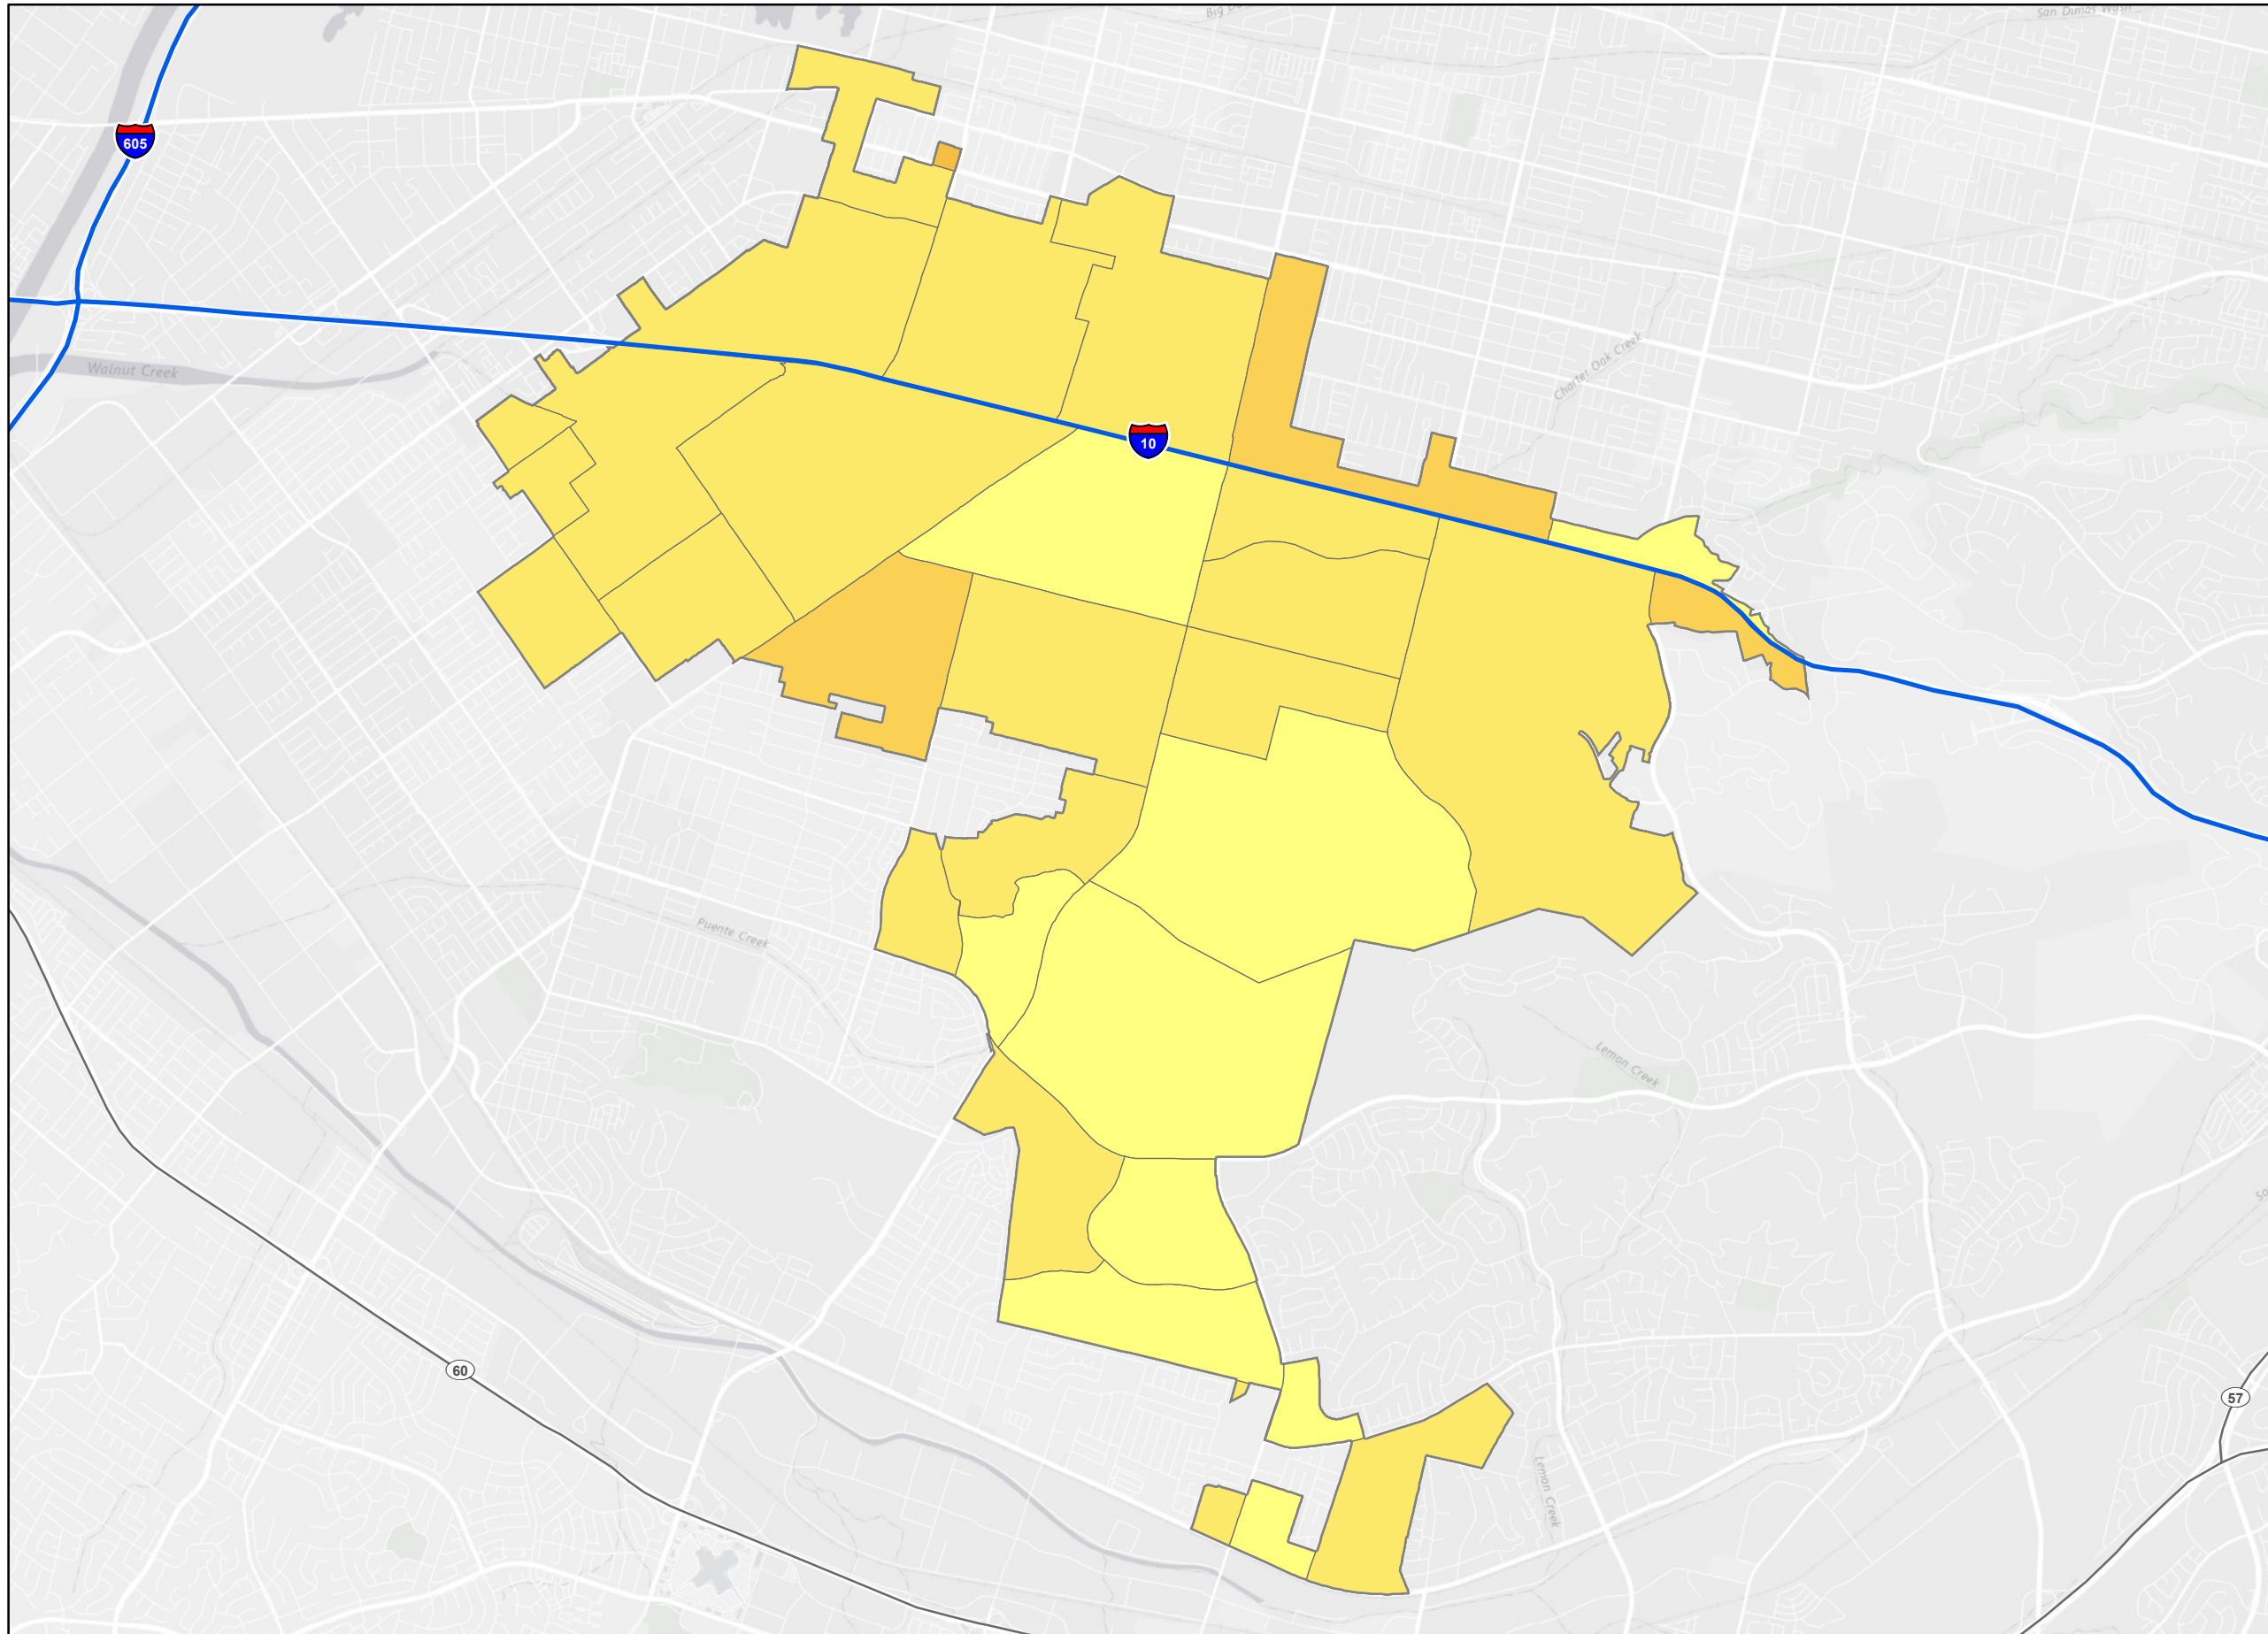 San Dimas Wash
605
Charter Oak Creek
Walnut Creek
10
Puente Creek
Lemon Creek
60
57
Lemon Creek